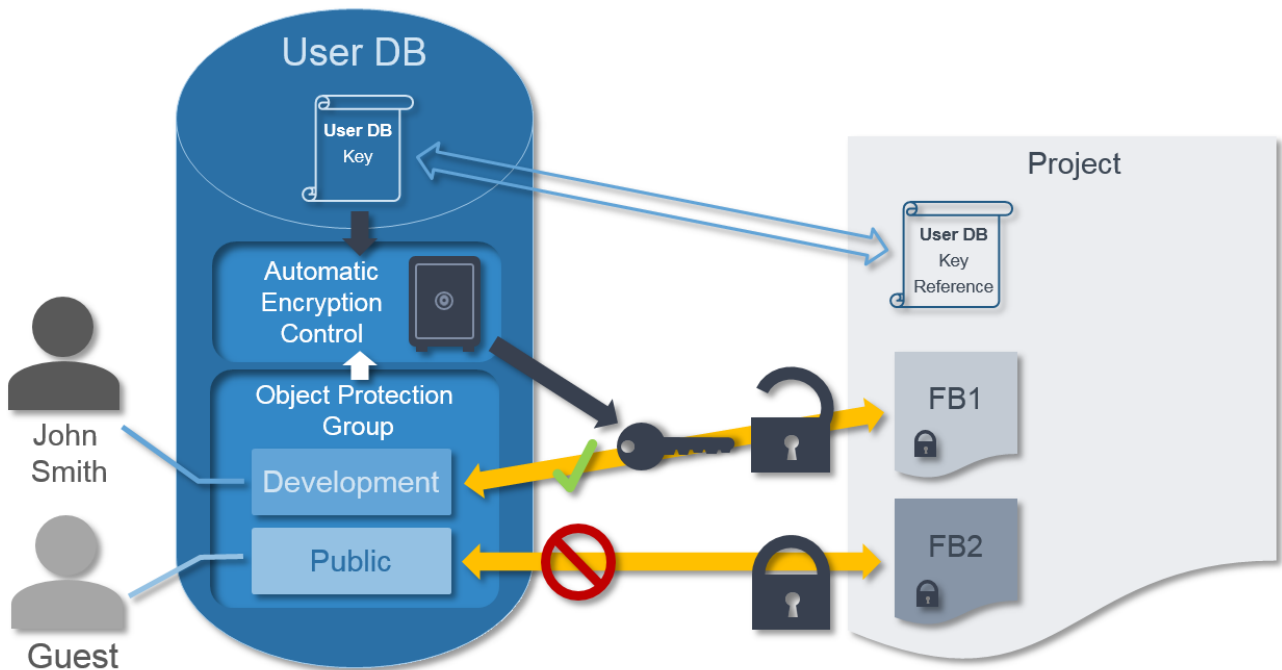 User DB
User DB
Key
Project
User DB
Key
Reference
Automatic
Encryption
Control
Object Protection
Group
John
Smith
Development
FB1
Guest
Public
FB2